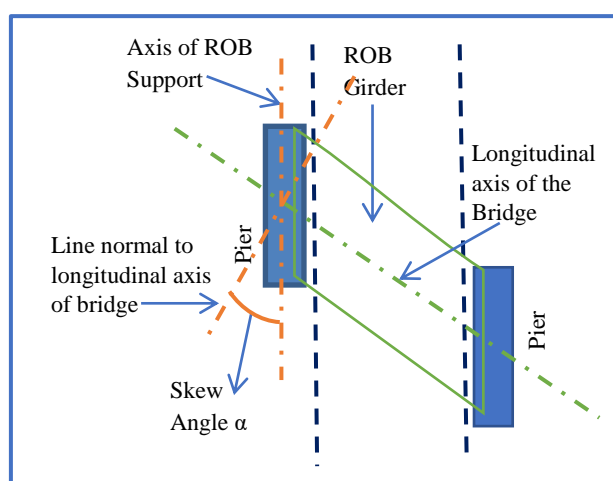 Axis of ROB
Support
ROB
Girder
Longitudinal
axis of the
Bridge
Pier
Line normal to
longitudinal axis
of bridge
Pier
Skew
Angle α